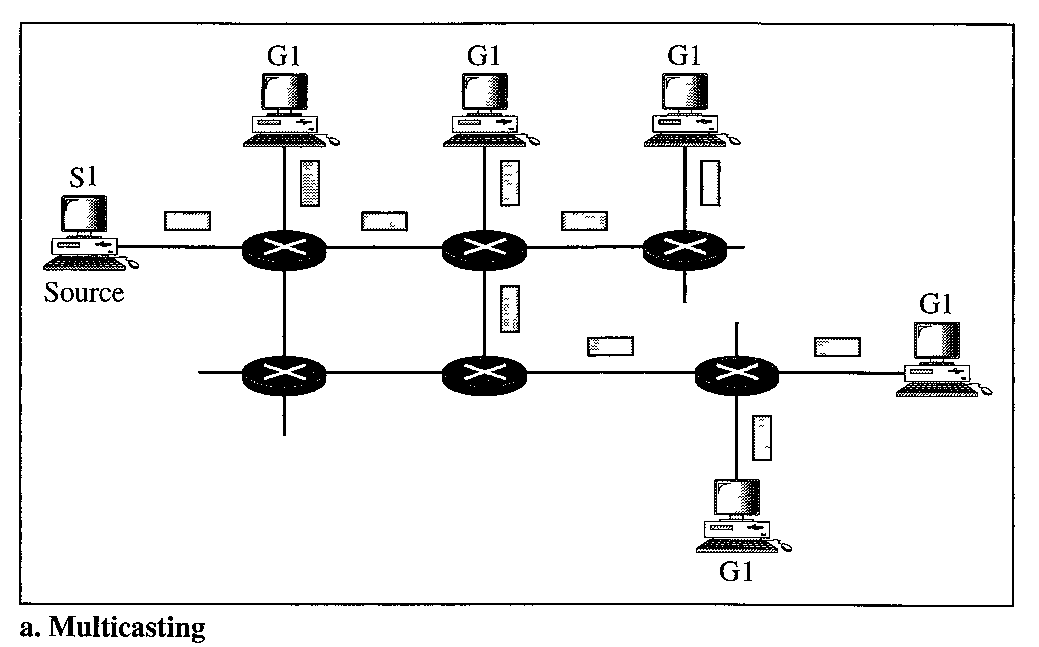 G1 G1 G1
S1
Source
G1
G1
a. Multicasting